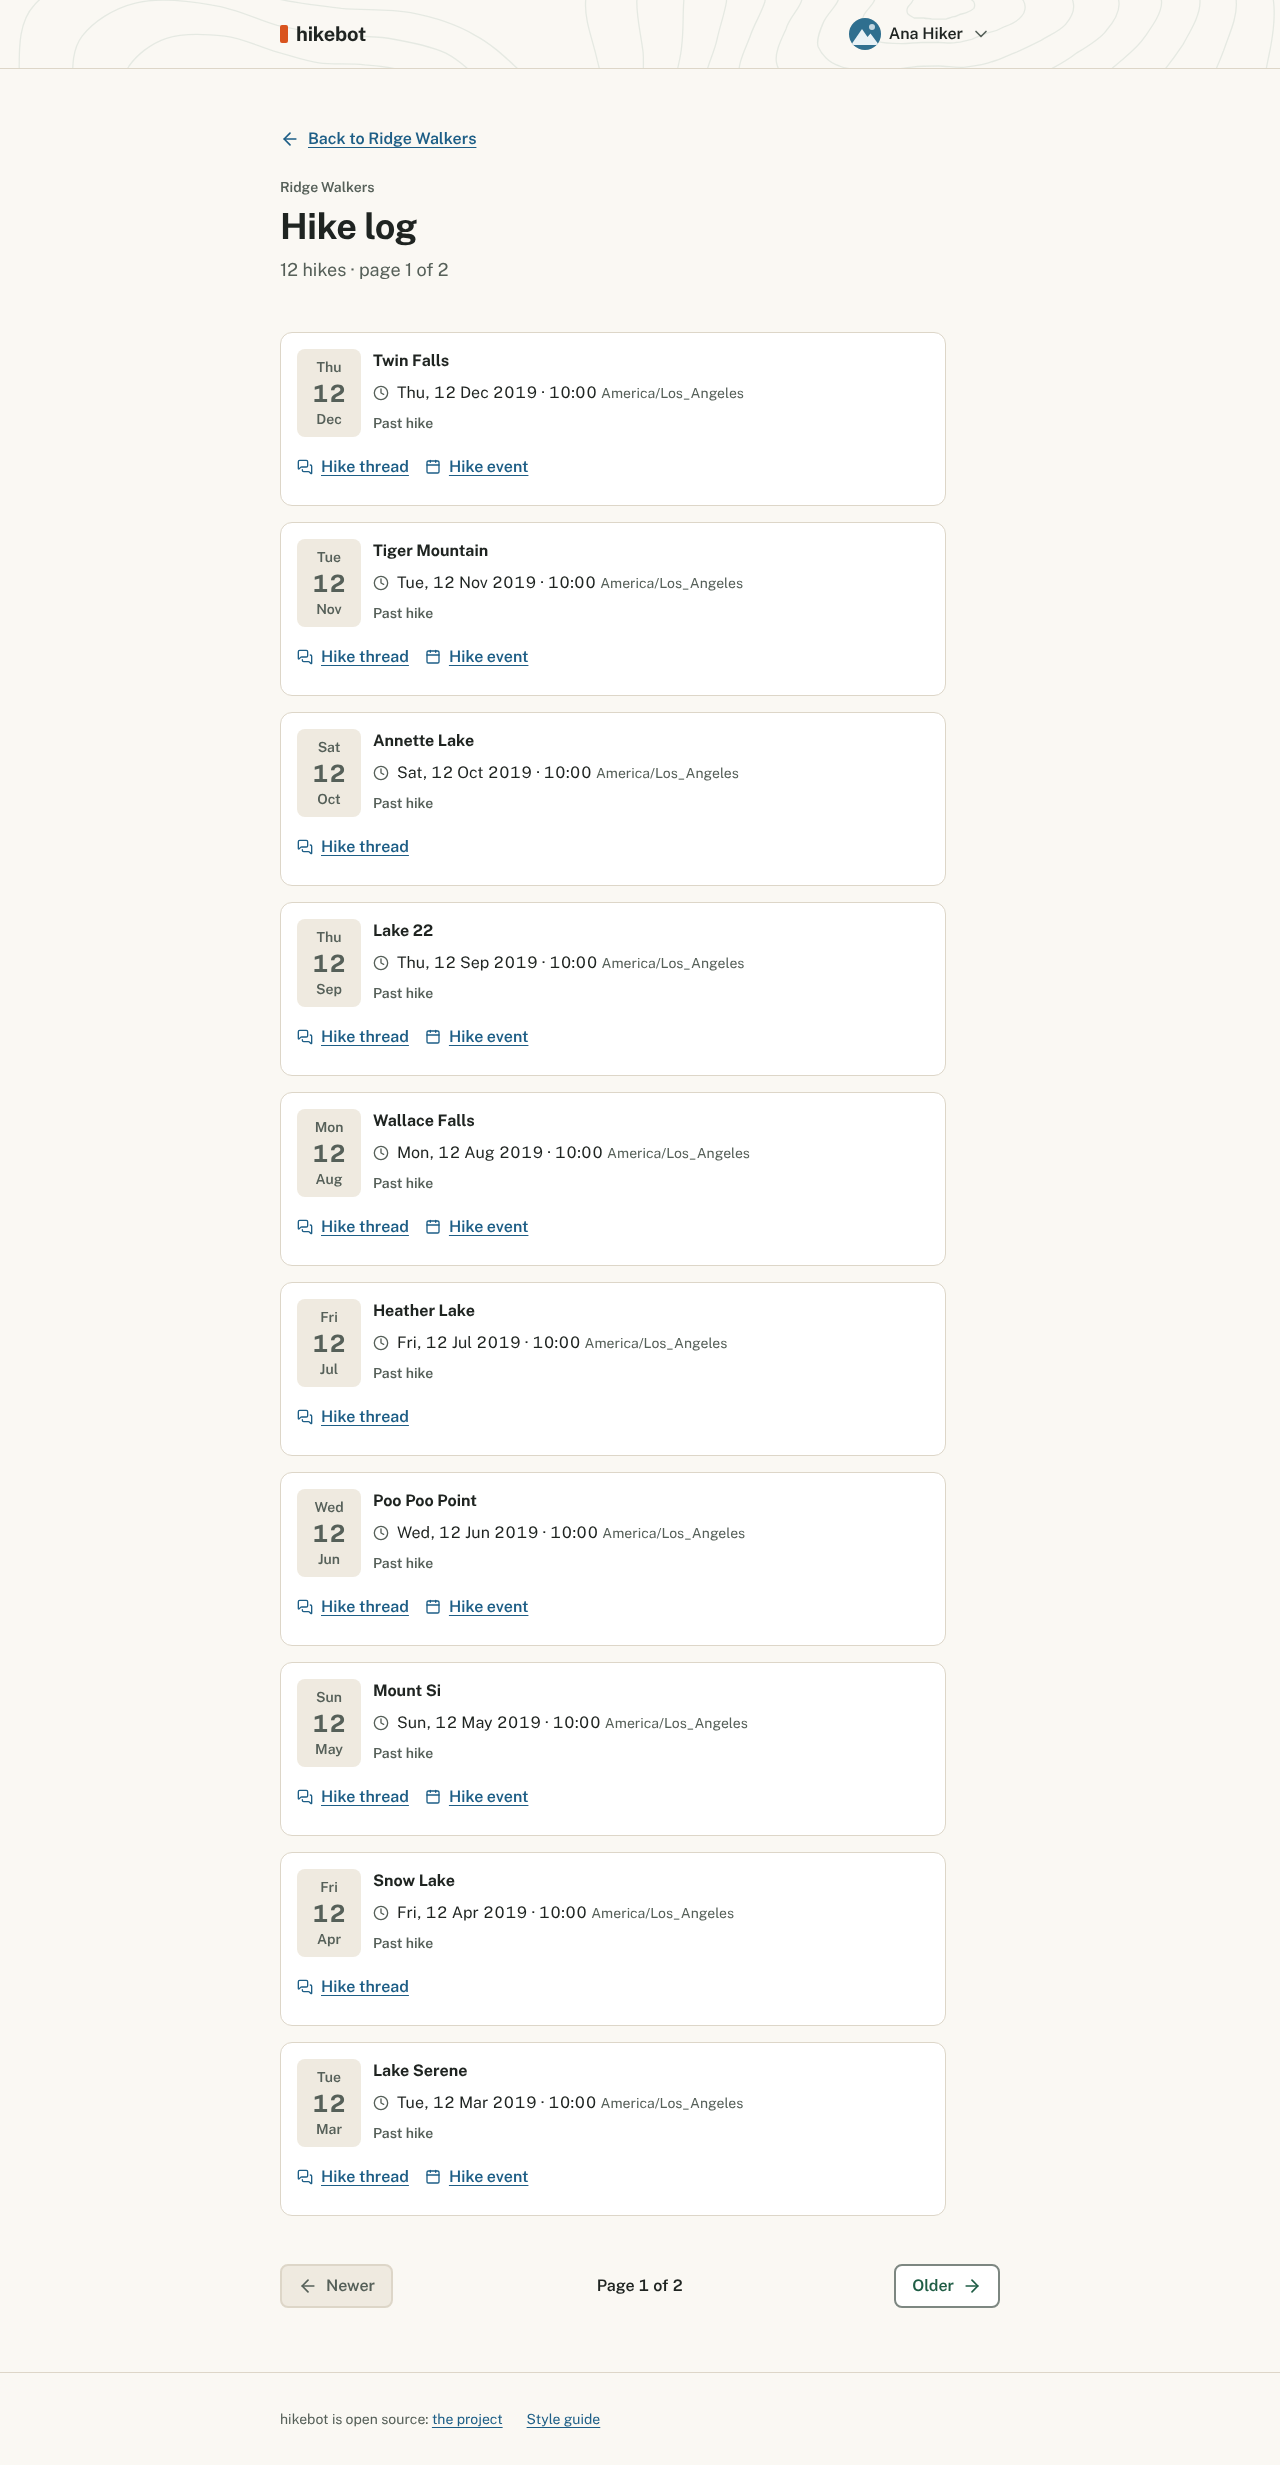 hikebot
Ana Hiker
Back to Ridge Walkers
Ridge Walkers
Hike log
12 hikes · page 1 of 2
Thu
12
Dec
Twin Falls
Thu, 12 Dec 2019 · 10:00 America/Los_Angeles
Past hike
Hike thread Hike event
Tue
12
Nov
Tiger Mountain
Tue, 12 Nov 2019 · 10:00 America/Los_Angeles
Past hike
Hike thread Hike event
Sat
12
Oct
Annette Lake
Sat, 12 Oct 2019 · 10:00 America/Los_Angeles
Past hike
Hike thread
Thu
12
Sep
Lake 22
Thu, 12 Sep 2019 · 10:00 America/Los_Angeles
Past hike
Hike thread Hike event
Mon
12
Aug
Wallace Falls
Mon, 12 Aug 2019 · 10:00 America/Los_Angeles
Past hike
Hike thread Hike event
Fri
12
Jul
Heather Lake
Fri, 12 Jul 2019 · 10:00 America/Los_Angeles
Past hike
Hike thread
Wed
12
Jun
Poo Poo Point
Wed, 12 Jun 2019 · 10:00 America/Los_Angeles
Past hike
Hike thread Hike event
Sun
12
May
Mount Si
Sun, 12 May 2019 · 10:00 America/Los_Angeles
Past hike
Hike thread Hike event
Fri
12
Apr
Snow Lake
Fri, 12 Apr 2019 · 10:00 America/Los_Angeles
Past hike
Hike thread
Tue
12
Mar
Lake Serene
Tue, 12 Mar 2019 · 10:00 America/Los_Angeles
Past hike
Hike thread Hike event
Newer
Page 1 of 2
Older
hikebot is open source: the project Style guide